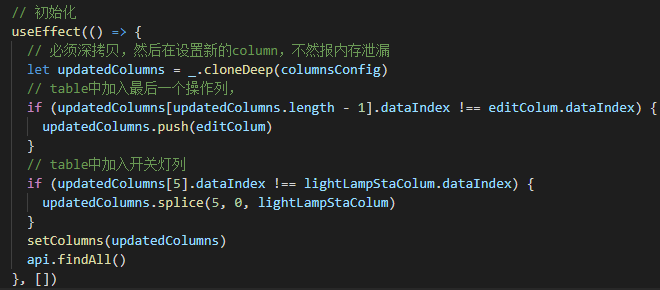 // 初始化
useEffect(() => {
// 必须深拷贝，然后在设置新的column，不然报内存泄漏
let updatedColumns = _.cloneDeep(columnsConfig)
// table中加入最后一个操作列，
if (updatedColumns[updatedColumns.length - 1].dataIndex !== editColum.dataIndex) {
updatedColumns.push(editColum)
}
// table中加入开关灯列
if (updatedColumns[5].dataIndex !== lightLampStaColum.dataIndex) {
updatedColumns.splice(5, 0, lightLampStaColum)
}
setColumns(updatedColumns)
api.findAll()
}, [])